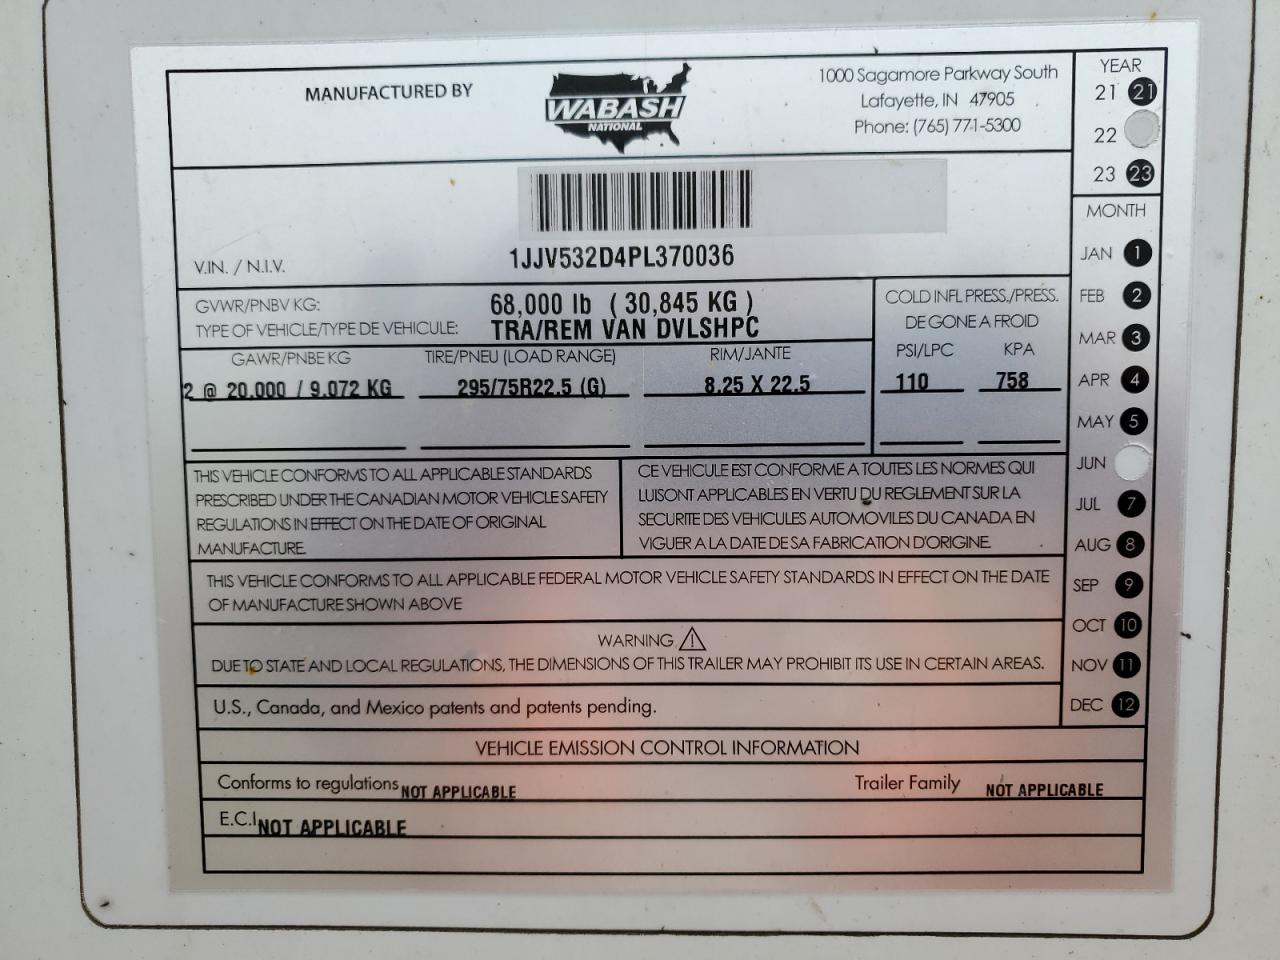 MANUFACTURED BY
WABASH
NATIONAL
1000 Sagamore Parkway South
Lafayette, IN 47905
Phone: (765) 771-5300
YEAR
21 21
22
23 23
MONTH
JAN 1
FEB 2
MAR 3
APR 4
MAY 5
JUN
JUL 7
AUG 8
SEP 9
OCT 10
NOV 11
DEC 12
V.IN. / N.I.V.
1JJV532D4PL370036
GVWR/PNBV KG: 68,000 lb ( 30,845 KG )
TYPE OF VEHICLE/TYPE DE VEHICULE: TRA/REM VAN DVLSHPC
COLD INFL PRESS./PRESS.
DE GONE A FROID
GAWR/PNBE KG TIRE/PNEU (LOAD RANGE) RIM/JANTE PSI/LPC KPA
2 @ 20,000 / 9,072 KG 295/75R22.5 (G) 8.25 X 22.5 110 758
THIS VEHICLE CONFORMS TO ALL APPLICABLE STANDARDS
PRESCRIBED UNDER THE CANADIAN MOTOR VEHICLE SAFETY
REGULATIONS IN EFFECT ON THE DATE OF ORIGINAL
MANUFACTURE.
CE VEHICULE EST CONFORME A TOUTES LES NORMES QUI
LUISONT APPLICABLES EN VERTU DU REGLEMENT SUR LA
SECURITE DES VEHICULES AUTOMOVILES DU CANADA EN
VIGUER A LA DATE DE SA FABRICATION D'ORIGINE.
THIS VEHICLE CONFORMS TO ALL APPLICABLE FEDERAL MOTOR VEHICLE SAFETY STANDARDS IN EFFECT ON THE DATE
OF MANUFACTURE SHOWN ABOVE
WARNING
DUE TO STATE AND LOCAL REGULATIONS, THE DIMENSIONS OF THIS TRAILER MAY PROHIBIT ITS USE IN CERTAIN AREAS.
U.S., Canada, and Mexico patents and patents pending.
VEHICLE EMISSION CONTROL INFORMATION
Conforms to regulations NOT APPLICABLE Trailer Family NOT APPLICABLE
E.C.I. NOT APPLICABLE